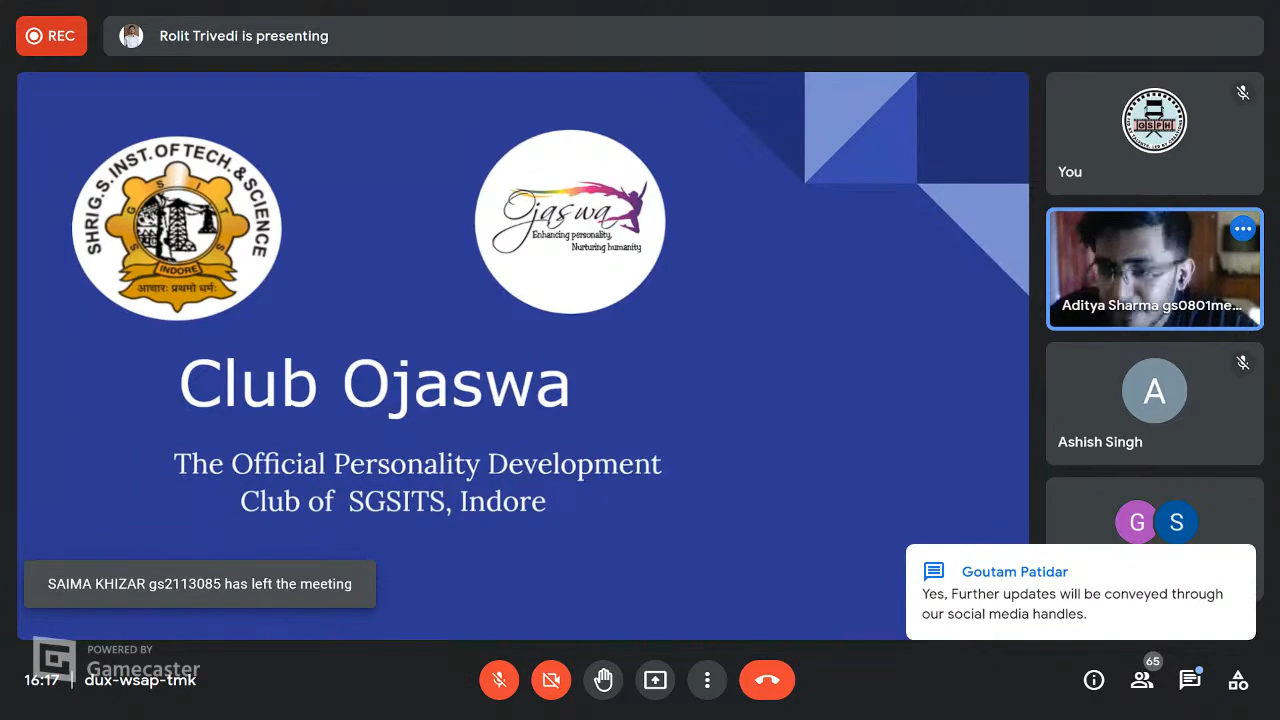 REC
Rolit Trivedi is presenting
SHRI G.S. INST. OF TECH. & SCIENCE
S G S I T S
INDORE
आचारः प्रथमो धर्मः
Ojaswa
Enhancing personality,
Nurturing humanity
Club Ojaswa
The Official Personality Development
Club of SGSITS, Indore
You
Aditya Sharma gs0801me...
A
Ashish Singh
G S
SAIMA KHIZAR gs2113085 has left the meeting
Goutam Patidar
Yes, Further updates will be conveyed through
our social media handles.
POWERED BY
Gamecaster
16:17 dux-wsap-tmk
65